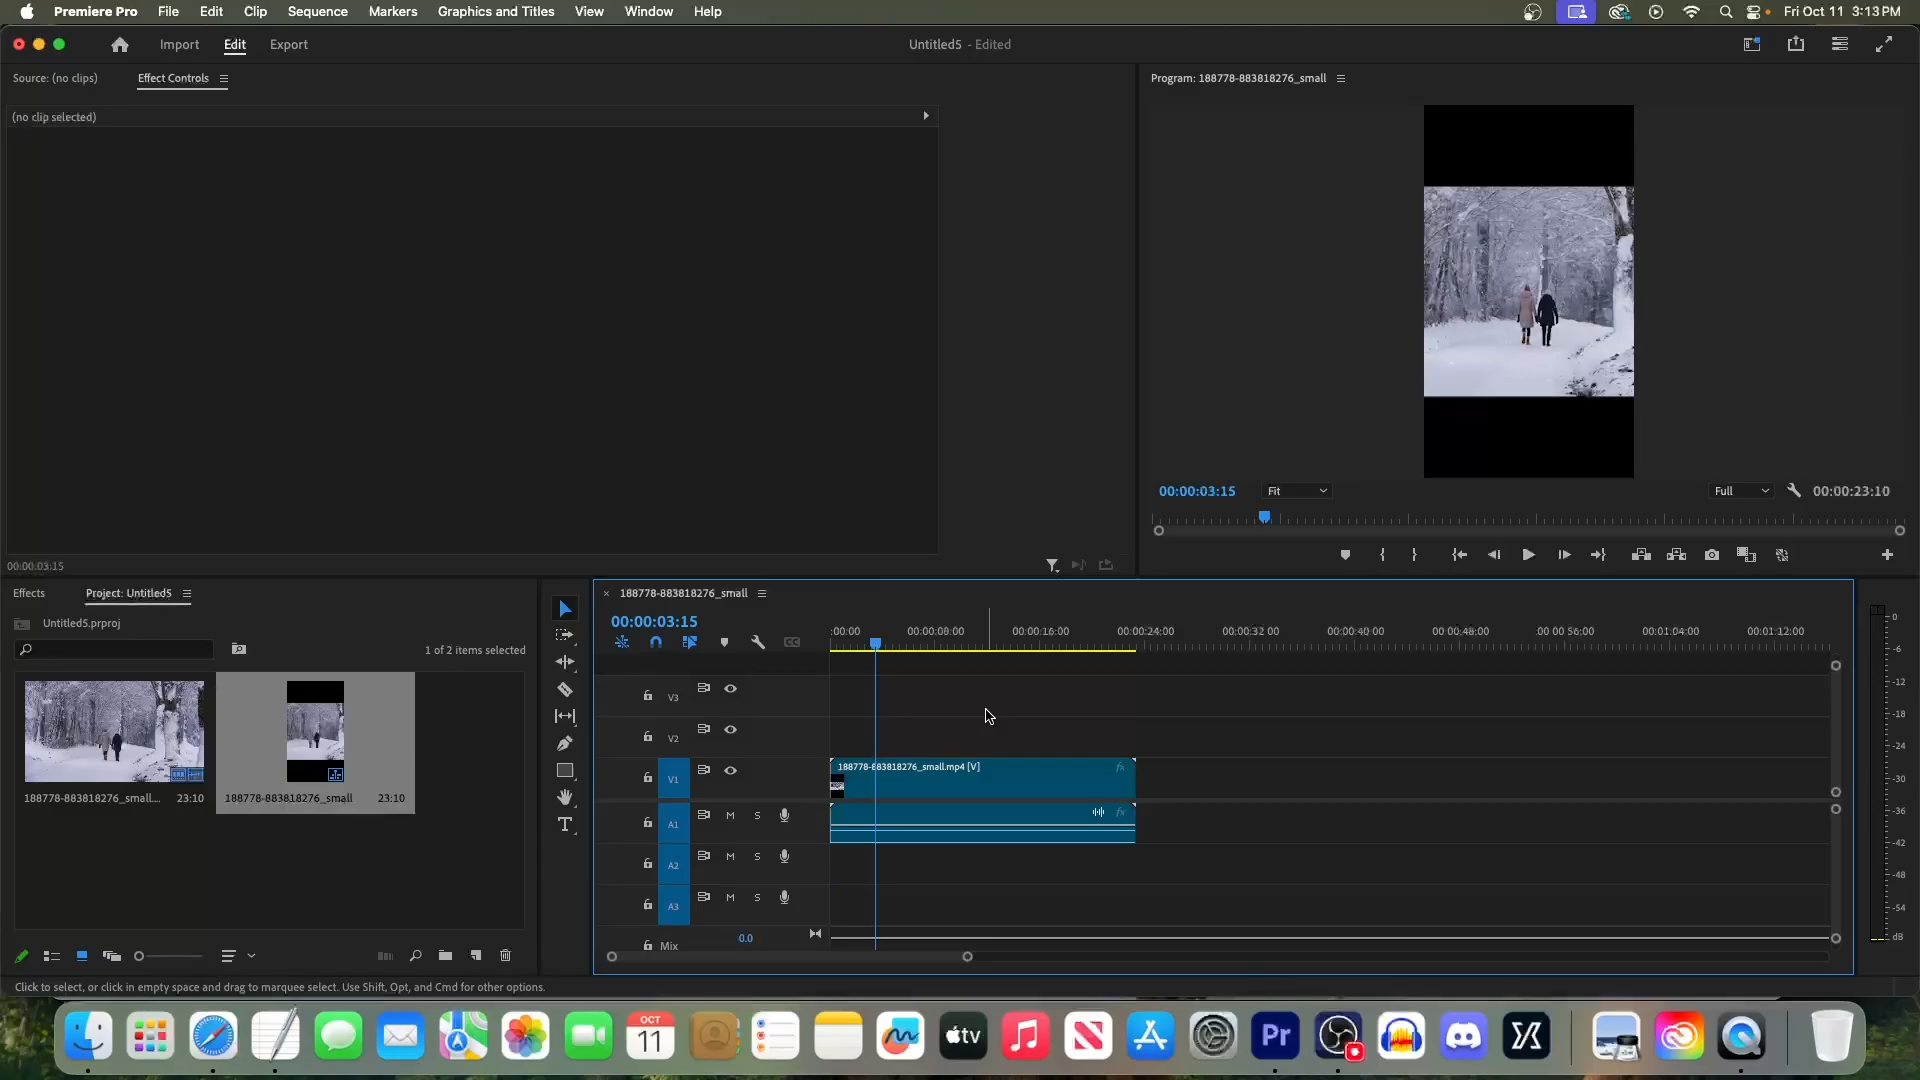 Premiere Pro File Edit Clip Sequence Markers Graphics and Titles View Window Help Fri Oct 11 3:13 PM
Import Edit Export Untitled5 - Edited
Source: (no clips) Effect Controls Program: 188778-883818276_small
(no clip selected)
00:00:03:15 Fit Full 00:00:23:10
00:00:03:15
Effects Project: Untitled5 188778-883818276_small
Untitled5.prproj 00:00:03:15
:00:00 00:00:08:00 00:00:16:00 00:00:24:00 00:00:32:00 00:00:40:00 00:00:48:00 00:00:56:00 00:01:04:00 00:01:12:00
1 of 2 items selected
V3
V2
V1 188778-883818276_small.mp4 [V] fx
188778-883818276_small... 23:10 188778-883818276_small 23:10
A1 M S fx
A2 M S
A3 M S
Mix 0.0
0
-6
-12
-18
-24
-30
-36
-42
-48
-54
dB
Click to select, or click in empty space and drag to marquee select. Use Shift, Opt, and Cmd for other options.
OCT
11
tv
Pr